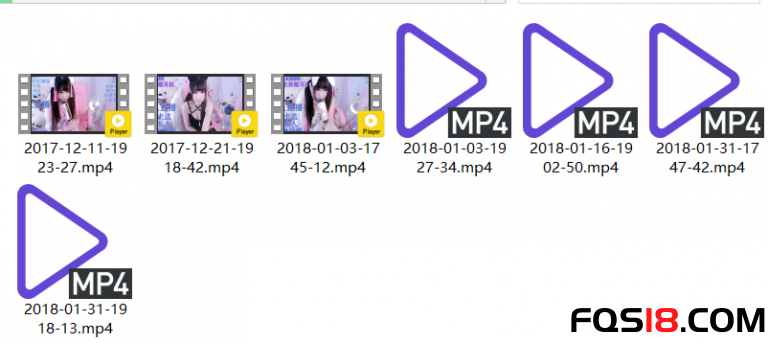 Player
Player
Player
MP4
MP4
MP4
2017-12-11-19
23-27.mp4
2017-12-21-19
18-42.mp4
2018-01-03-17
45-12.mp4
2018-01-03-19
27-34.mp4
2018-01-16-19
02-50.mp4
2018-01-31-17
47-42.mp4
MP4
2018-01-31-19
18-13.mp4
FQSI8.COM